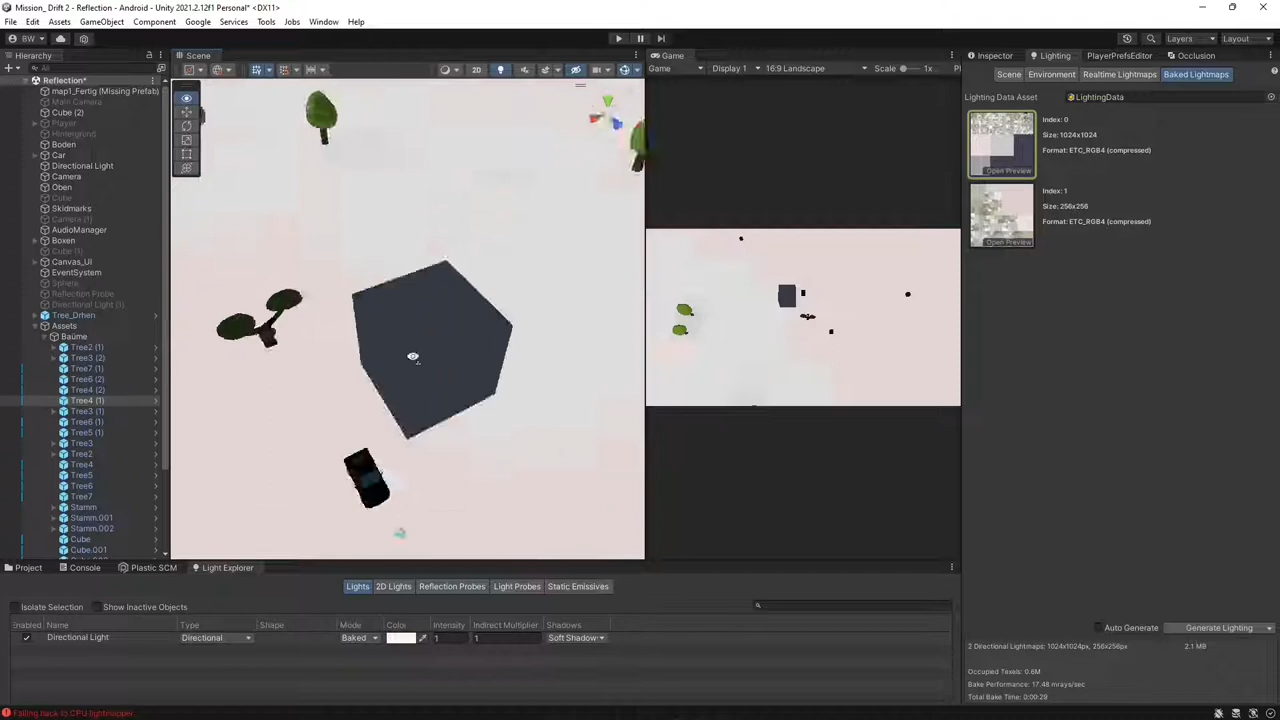 Mission_Drift 2 - Reflection - Android - Unity 2021.2.12f1 Personal* <DX11>
File Edit Assets GameObject Component Google Services Tools Jobs Window Help
BW Layers Layout
Hierarchy
All
Reflection*
map1_Fertig (Missing Prefab)
Main Camera
Cube (2)
Player
Hintergrund
Boden
Car
Directional Light
Camera
Oben
Cube
Skidmarks
Camera (1)
AudioManager
Boxen
Cube (1)
Canvas_UI
EventSystem
Sphere
Reflection Probe
Directional Light (1)
Tree_Drhen
Assets
Baüme
Tree2 (1)
Tree3 (2)
Tree7 (1)
Tree6 (2)
Tree4 (2)
Tree4 (1)
Tree3 (1)
Tree6 (1)
Tree5 (1)
Tree3
Tree2
Tree4
Tree5
Tree6
Tree7
Stamm
Stamm.001
Stamm.002
Cube
Cube.001
Scene
2D
Game
Game Display 1 16:9 Landscape Scale 1x
Inspector Lighting PlayerPrefsEditor Occlusion
Scene Environment Realtime Lightmaps Baked Lightmaps
Lighting Data Asset LightingData
Index: 0
Size: 1024x1024
Format: ETC_RGB4 (compressed)
Open Preview
Index: 1
Size: 256x256
Format: ETC_RGB4 (compressed)
Open Preview
Project Console Plastic SCM Light Explorer
Lights 2D Lights Reflection Probes Light Probes Static Emissives
Isolate Selection Show Inactive Objects
Enabled Name Type Shape Mode Color Intensity Indirect Multiplier Shadows
Directional Light Directional Baked 1 1 Soft Shadow
Auto Generate Generate Lighting
2 Directional Lightmaps: 1024x1024px, 256x256px 2.1 MB
Occupied Texels: 0.6M
Bake Performance: 17.48 mrays/sec
Total Bake Time: 0:00:29
Falling back to CPU lightmapper.